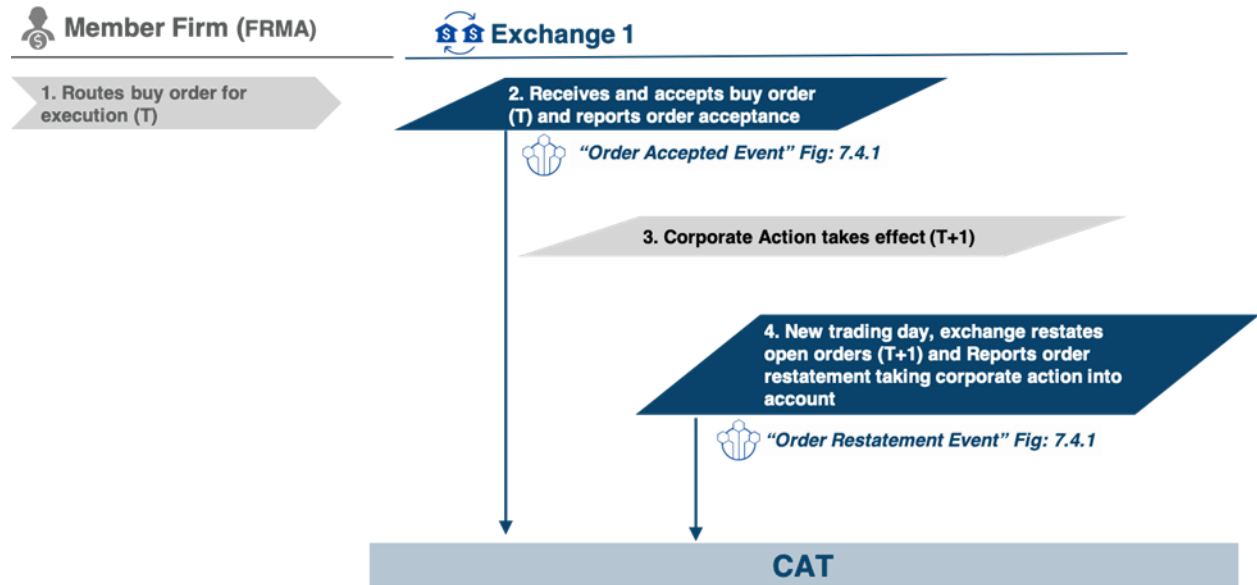 Member Firm (FRMA)
Exchange 1
1. Routes buy order for
execution (T)
2. Receives and accepts buy order
(T) and reports order acceptance
“Order Accepted Event” Fig: 7.4.1
3. Corporate Action takes effect (T+1)
4. New trading day, exchange restates
open orders (T+1) and Reports order
restatement taking corporate action into
account
“Order Restatement Event” Fig: 7.4.1
CAT